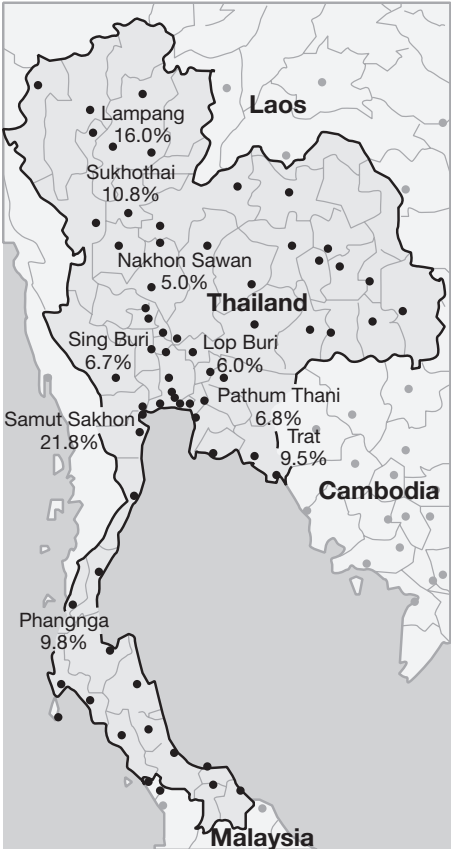 Laos
Lampang
16.0%
Sukhothai
10.8%
Nakhon Sawan
5.0%
Thailand
Sing Buri
6.7%
Lop Buri
6.0%
Pathum Thani
6.8%
Samut Sakhon
21.8%
Trat
9.5%
Cambodia
Phangnga
9.8%
Malaysia